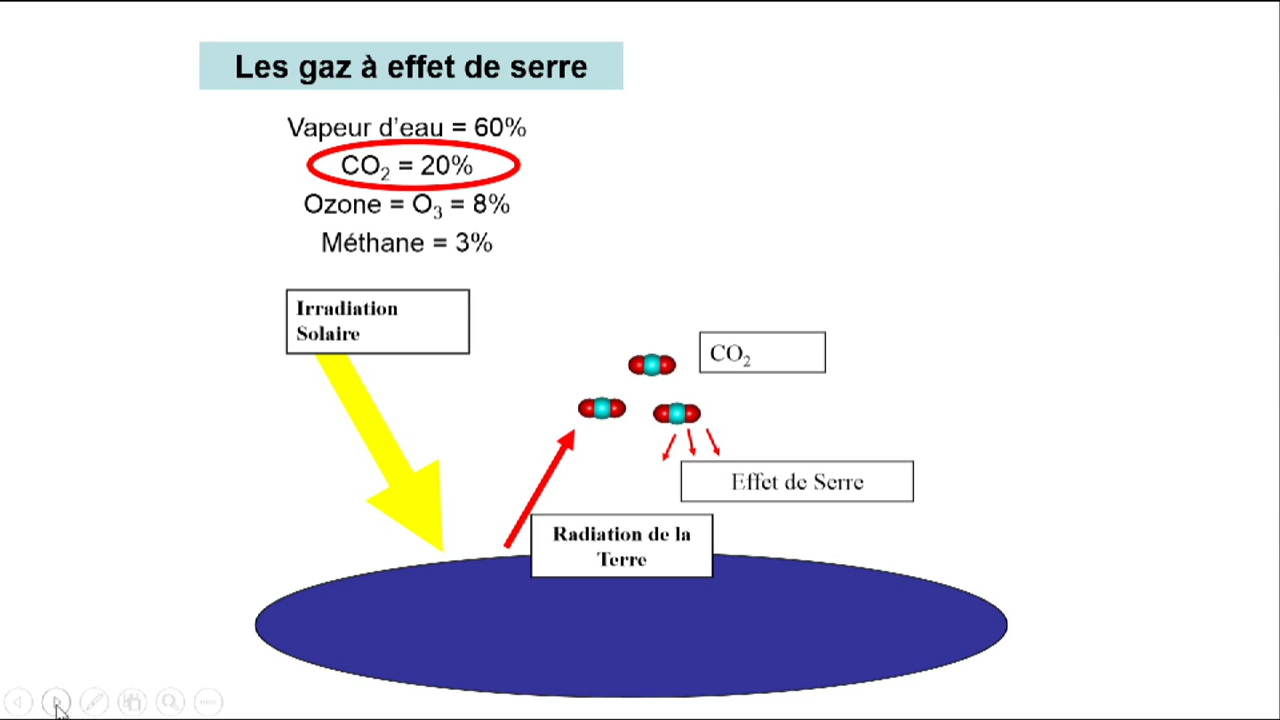 Les gaz à effet de serre
Vapeur d’eau = 60%
CO₂ = 20%
Ozone = O₃ = 8%
Méthane = 3%
Irradiation
Solaire
CO₂
Effet de Serre
Radiation de la
Terre